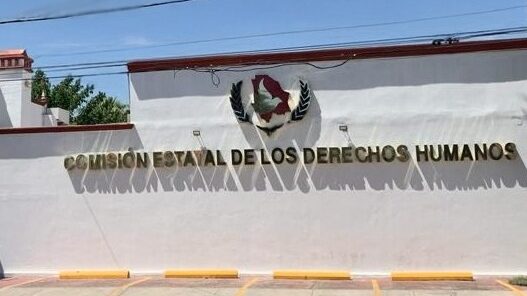 COMISIÓN ESTATAL DE LOS DERECHOS HUMANOS